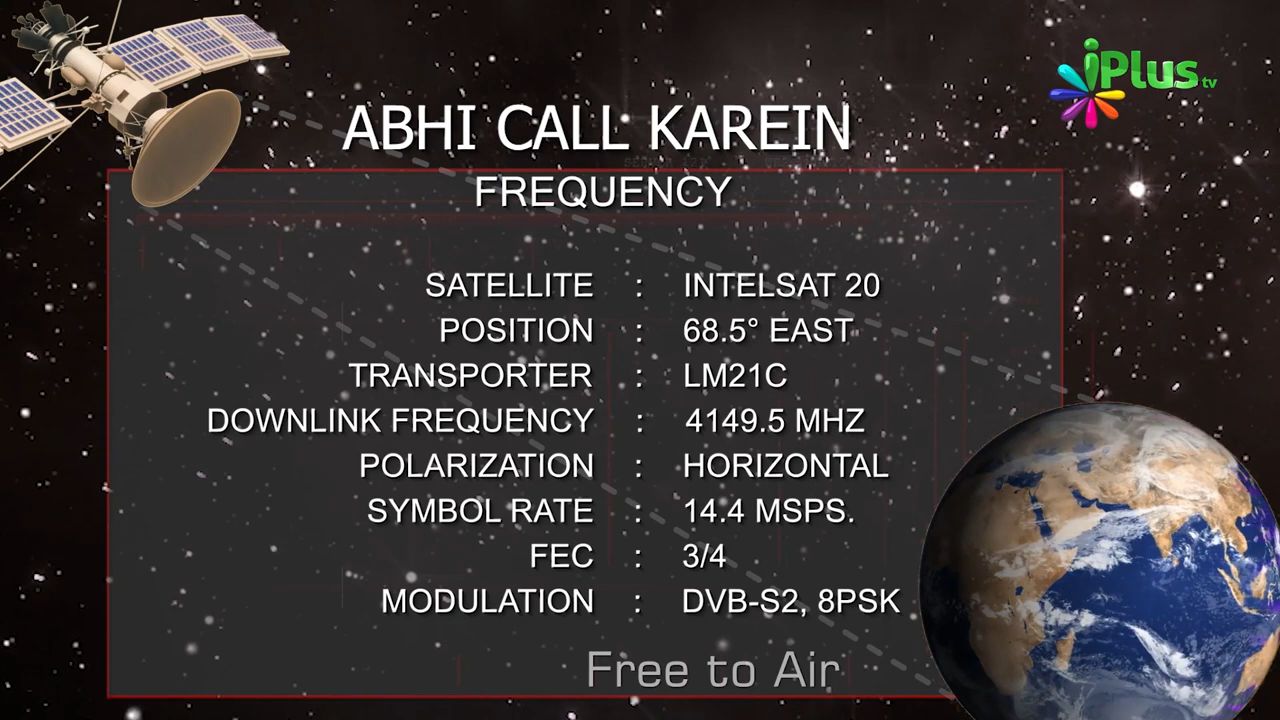 iPlus tv
ABHI CALL KAREIN
FREQUENCY
SATELLITE : INTELSAT 20
POSITION : 68.5° EAST
TRANSPORTER : LM21C
DOWNLINK FREQUENCY : 4149.5 MHZ
POLARIZATION : HORIZONTAL
SYMBOL RATE : 14.4 MSPS.
FEC : 3/4
MODULATION : DVB-S2, 8PSK
Free to Air